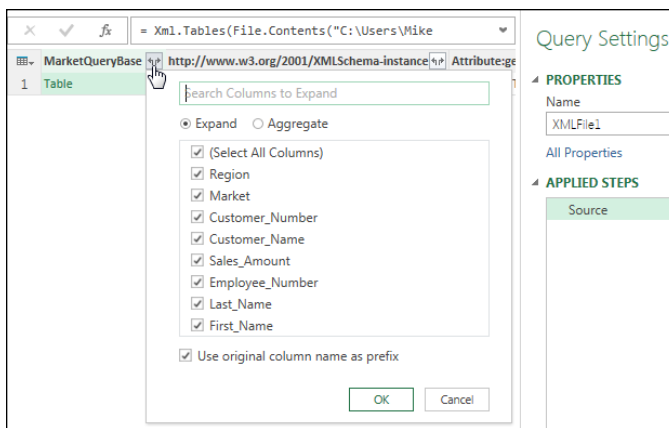 fx = Xml.Tables(File.Contents("C:\Users\Mike
Query Settings
MarketQueryBase http://www.w3.org/2001/XMLSchema-instance Attribute:ge
1 Table
Search Columns to Expand
Expand Aggregate
(Select All Columns)
Region
Market
Customer_Number
Customer_Name
Sales_Amount
Employee_Number
Last_Name
First_Name
Use original column name as prefix
OK Cancel
PROPERTIES
Name
XMLFile1
All Properties
APPLIED STEPS
Source